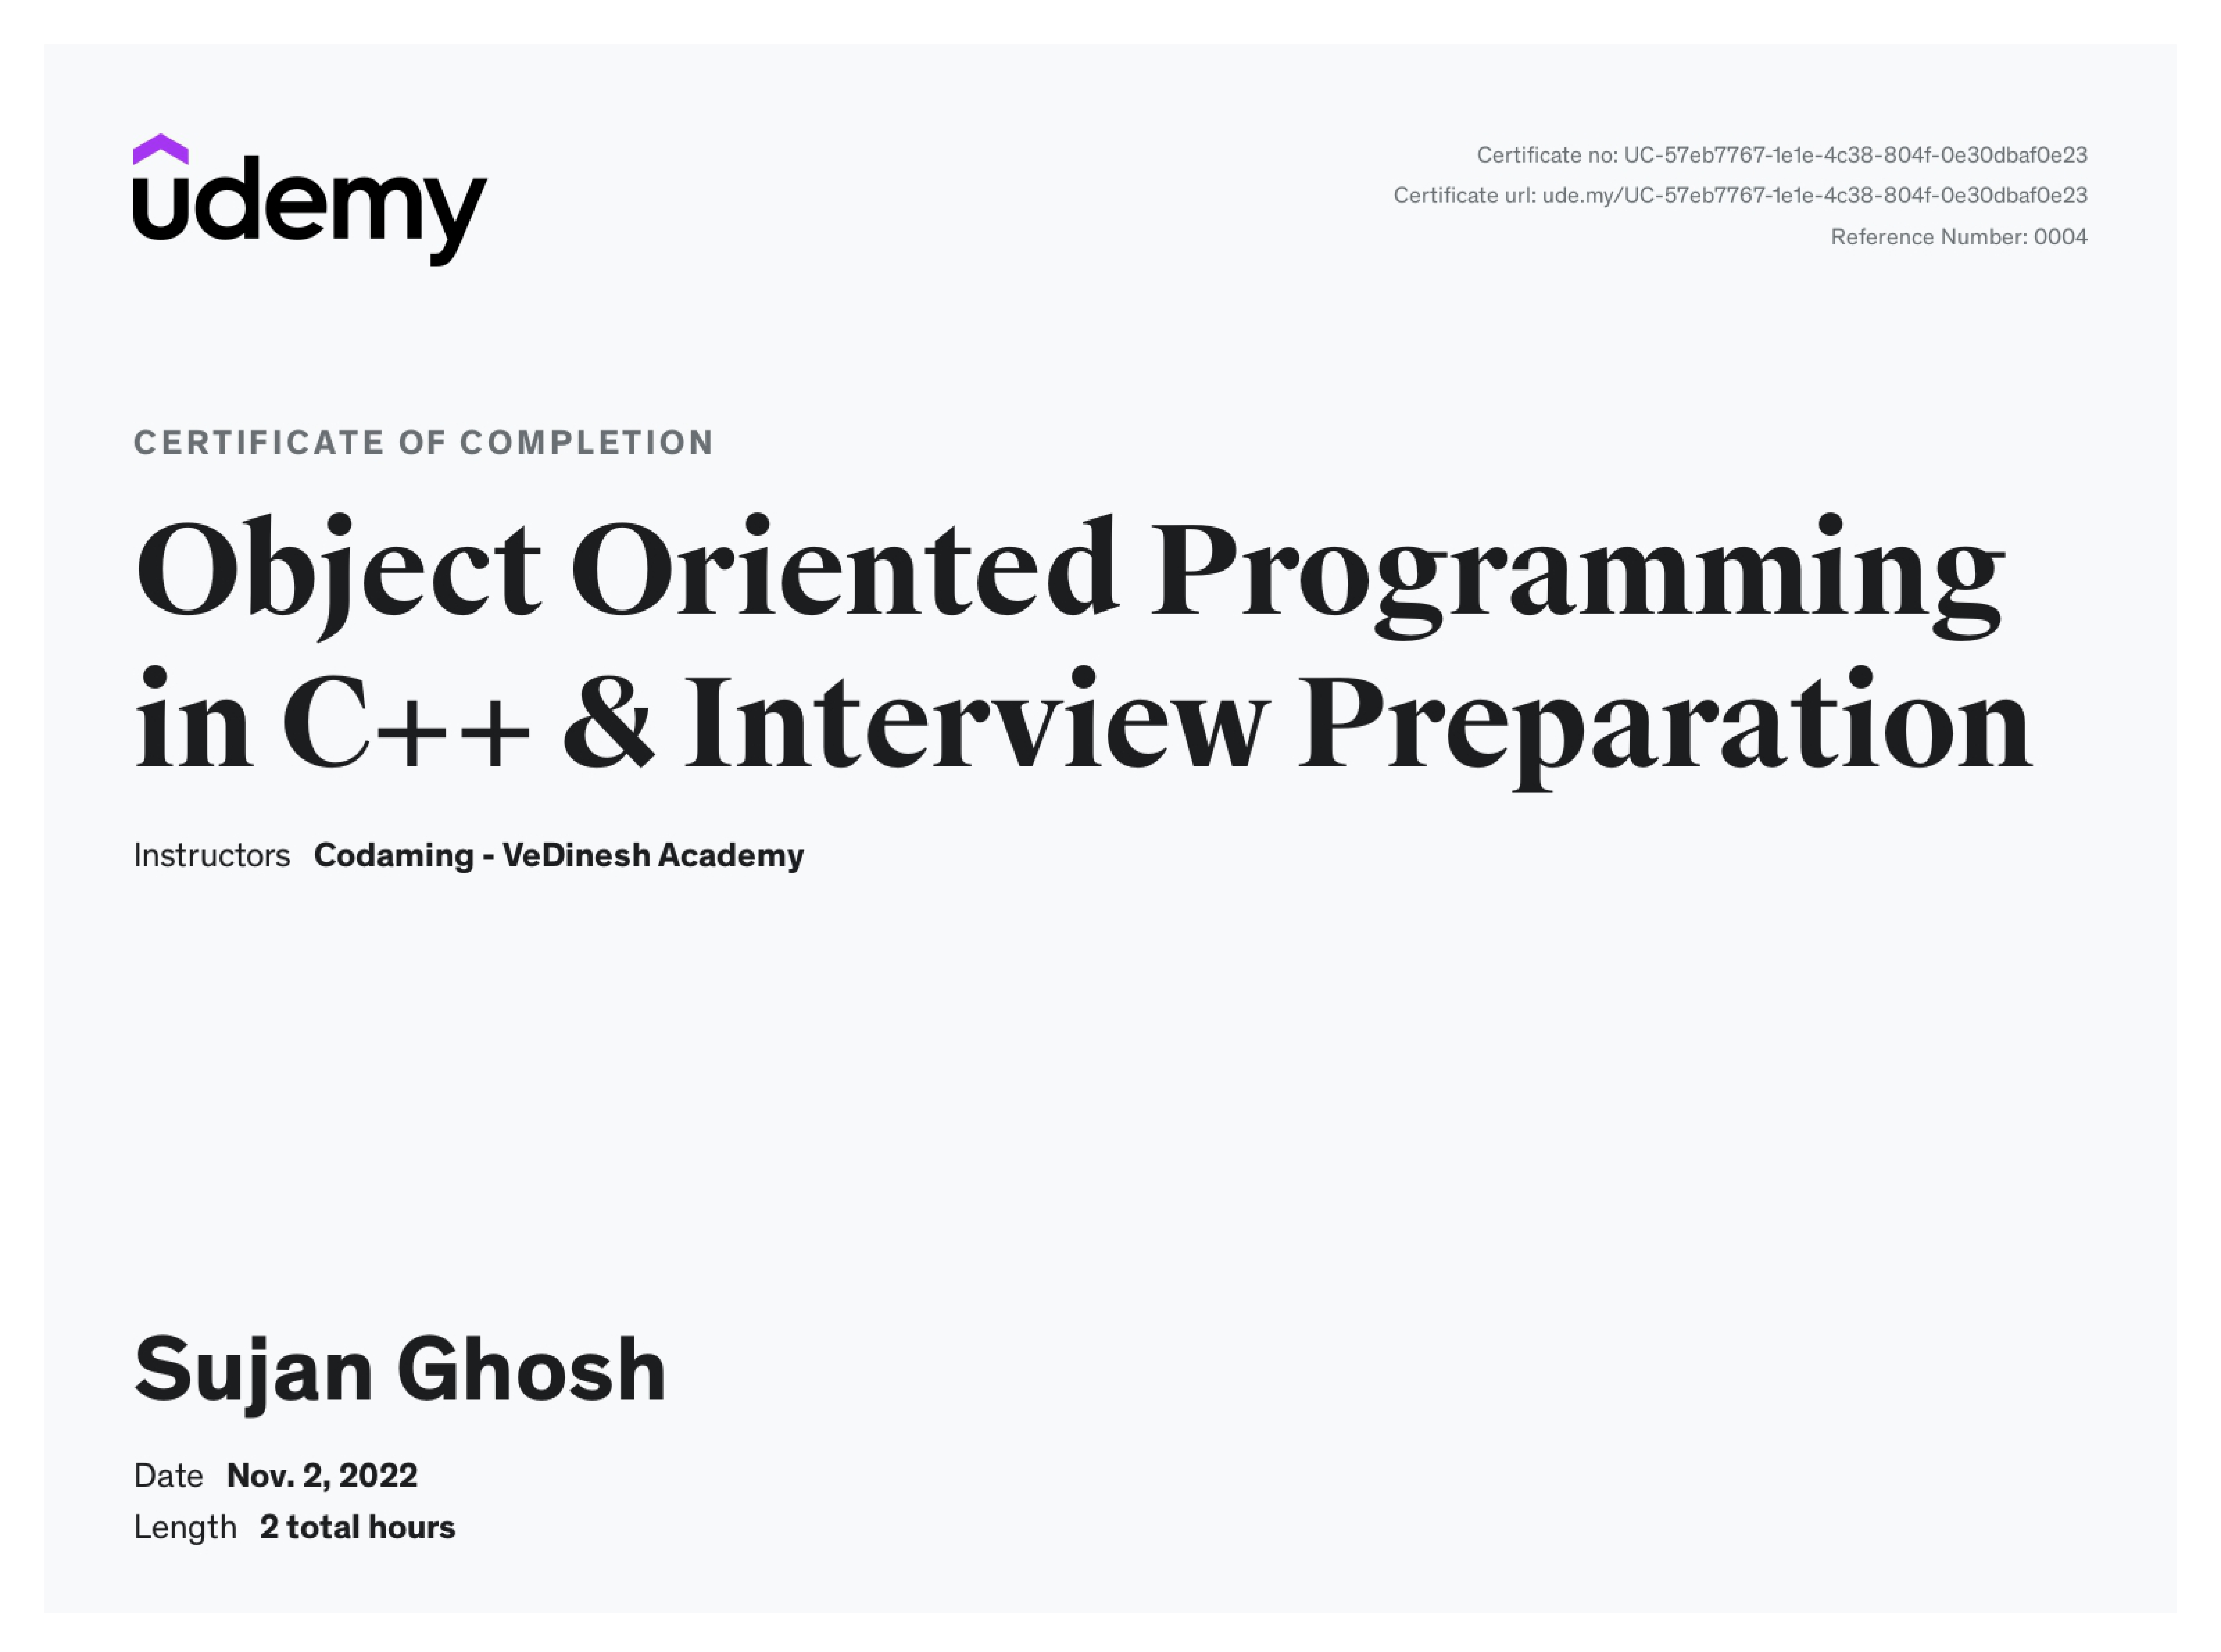 udemy
Certificate no: UC-57eb7767-1e1e-4c38-804f-0e30dbaf0e23
Certificate url: ude.my/UC-57eb7767-1e1e-4c38-804f-0e30dbaf0e23
Reference Number: 0004
CERTIFICATE OF COMPLETION
Object Oriented Programming
in C++ & Interview Preparation
Instructors Codaming - VeDinesh Academy
Sujan Ghosh
Date Nov. 2, 2022
Length 2 total hours